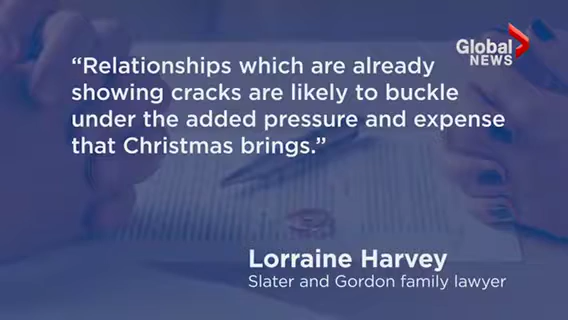 Global
NEWS
“Relationships which are already
showing cracks are likely to buckle
under the added pressure and expense
that Christmas brings.”
Lorraine Harvey
Slater and Gordon family lawyer